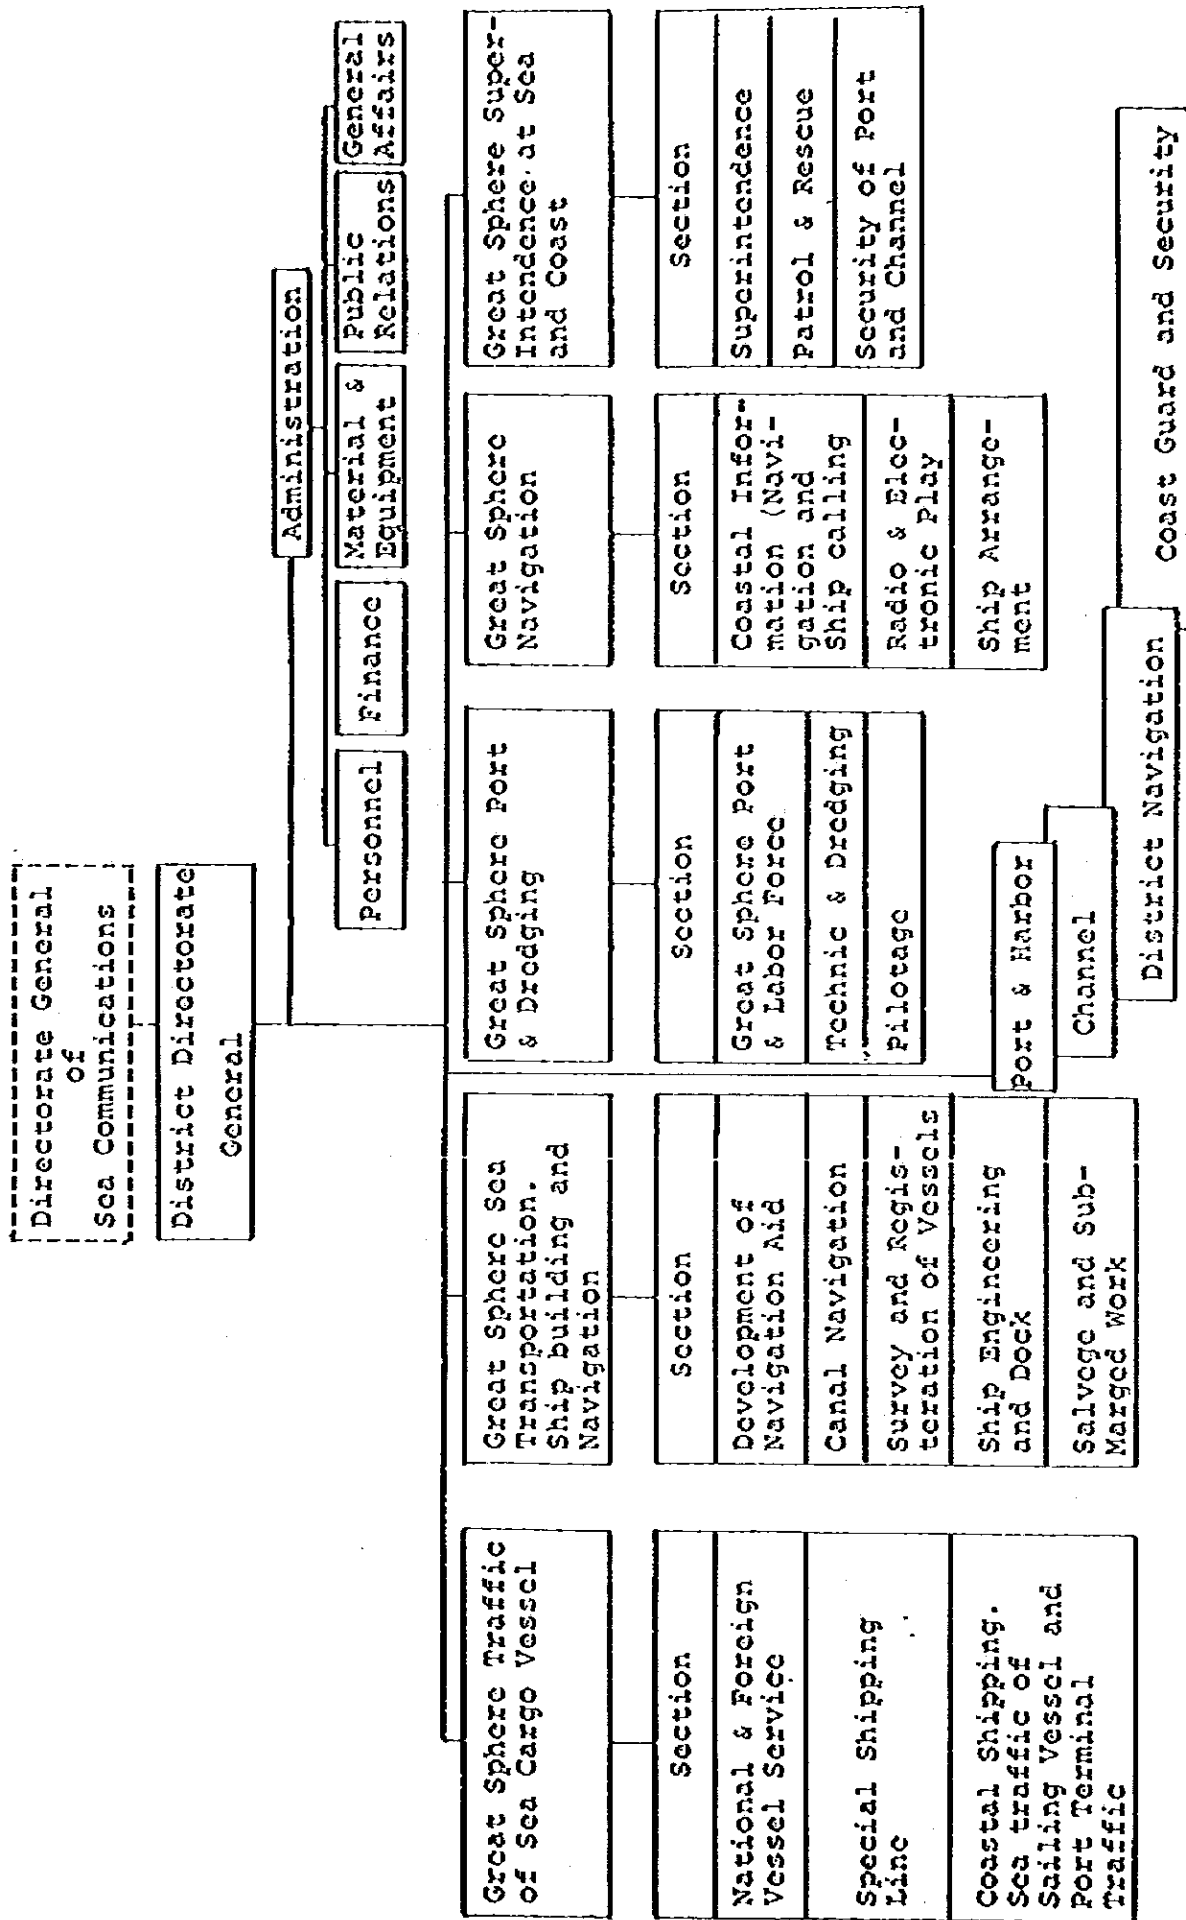 Directorate General
of
Sea Communications
District Directorate
General
Administration
Personnel
Finance
Material &
Equipment
Public
Relations
General
Affairs
Great Sphere Traffic
of Sea Cargo Vessel
Section
National & Foreign
Vessel Service
Special Shipping
Line
Coastal Shipping.
Sea traffic of
Sailing Vessel and
Port Terminal
Traffic
Great Sphere Sea
Transportation.
Ship building and
Navigation
Section
Development of
Navigation Aid
Canal Navigation
Survey and Regis-
teration of Vessels
Ship Engineering
and Dock
Salvege and Sub-
Marged Work
Great Sphere Port
& Dredging
Section
Great Sphere Port
& Labor Force
Technic & Dredging
Pilotage
Great Sphere
Navigation
Section
Coastal Infor-
mation (Navi-
gation and
Ship calling
Radio & Elec-
tronic Play
Ship Arrange-
ment
Great Sphere Super-
Intendence at Sea
and Coast
Section
Superintendence
Patrol & Rescue
Security of Port
and Channel
Port & Harbor
Channel
District Navigation
Coast Guard and Security